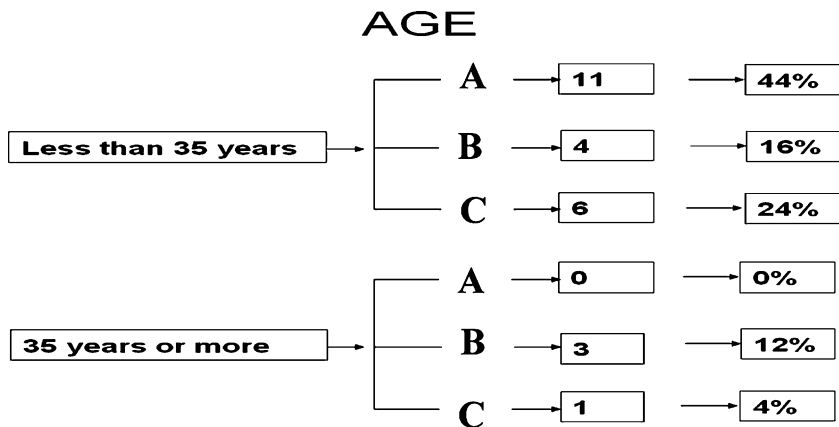 AGE
A 11 44%
Less than 35 years B 4 16%
C 6 24%
A 0 0%
35 years or more B 3 12%
C 1 4%